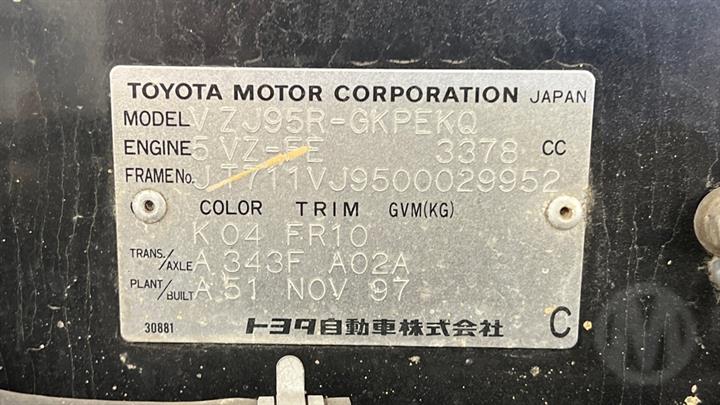 TOYOTA MOTOR CORPORATION JAPAN
MODEL VZJ95R-GKPEKQ
ENGINE 5VZ-FE 3378 CC
FRAME No. JT711VJ9500029952
COLOR TRIM GVM(KG)
K04 FR10
TRANS./AXLE A343F A02A
PLANT/BUILT A51 NOV 97
30881 トヨタ自動車株式会社 C
M